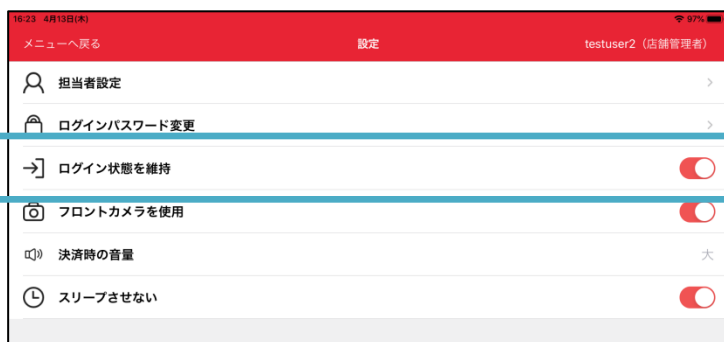 16:23 4月13日(木) 97%
メニューへ戻る 設定 testuser2（店舗管理者）
担当者設定
ログインパスワード変更
ログイン状態を維持
フロントカメラを使用
決済時の音量 大
スリープさせない